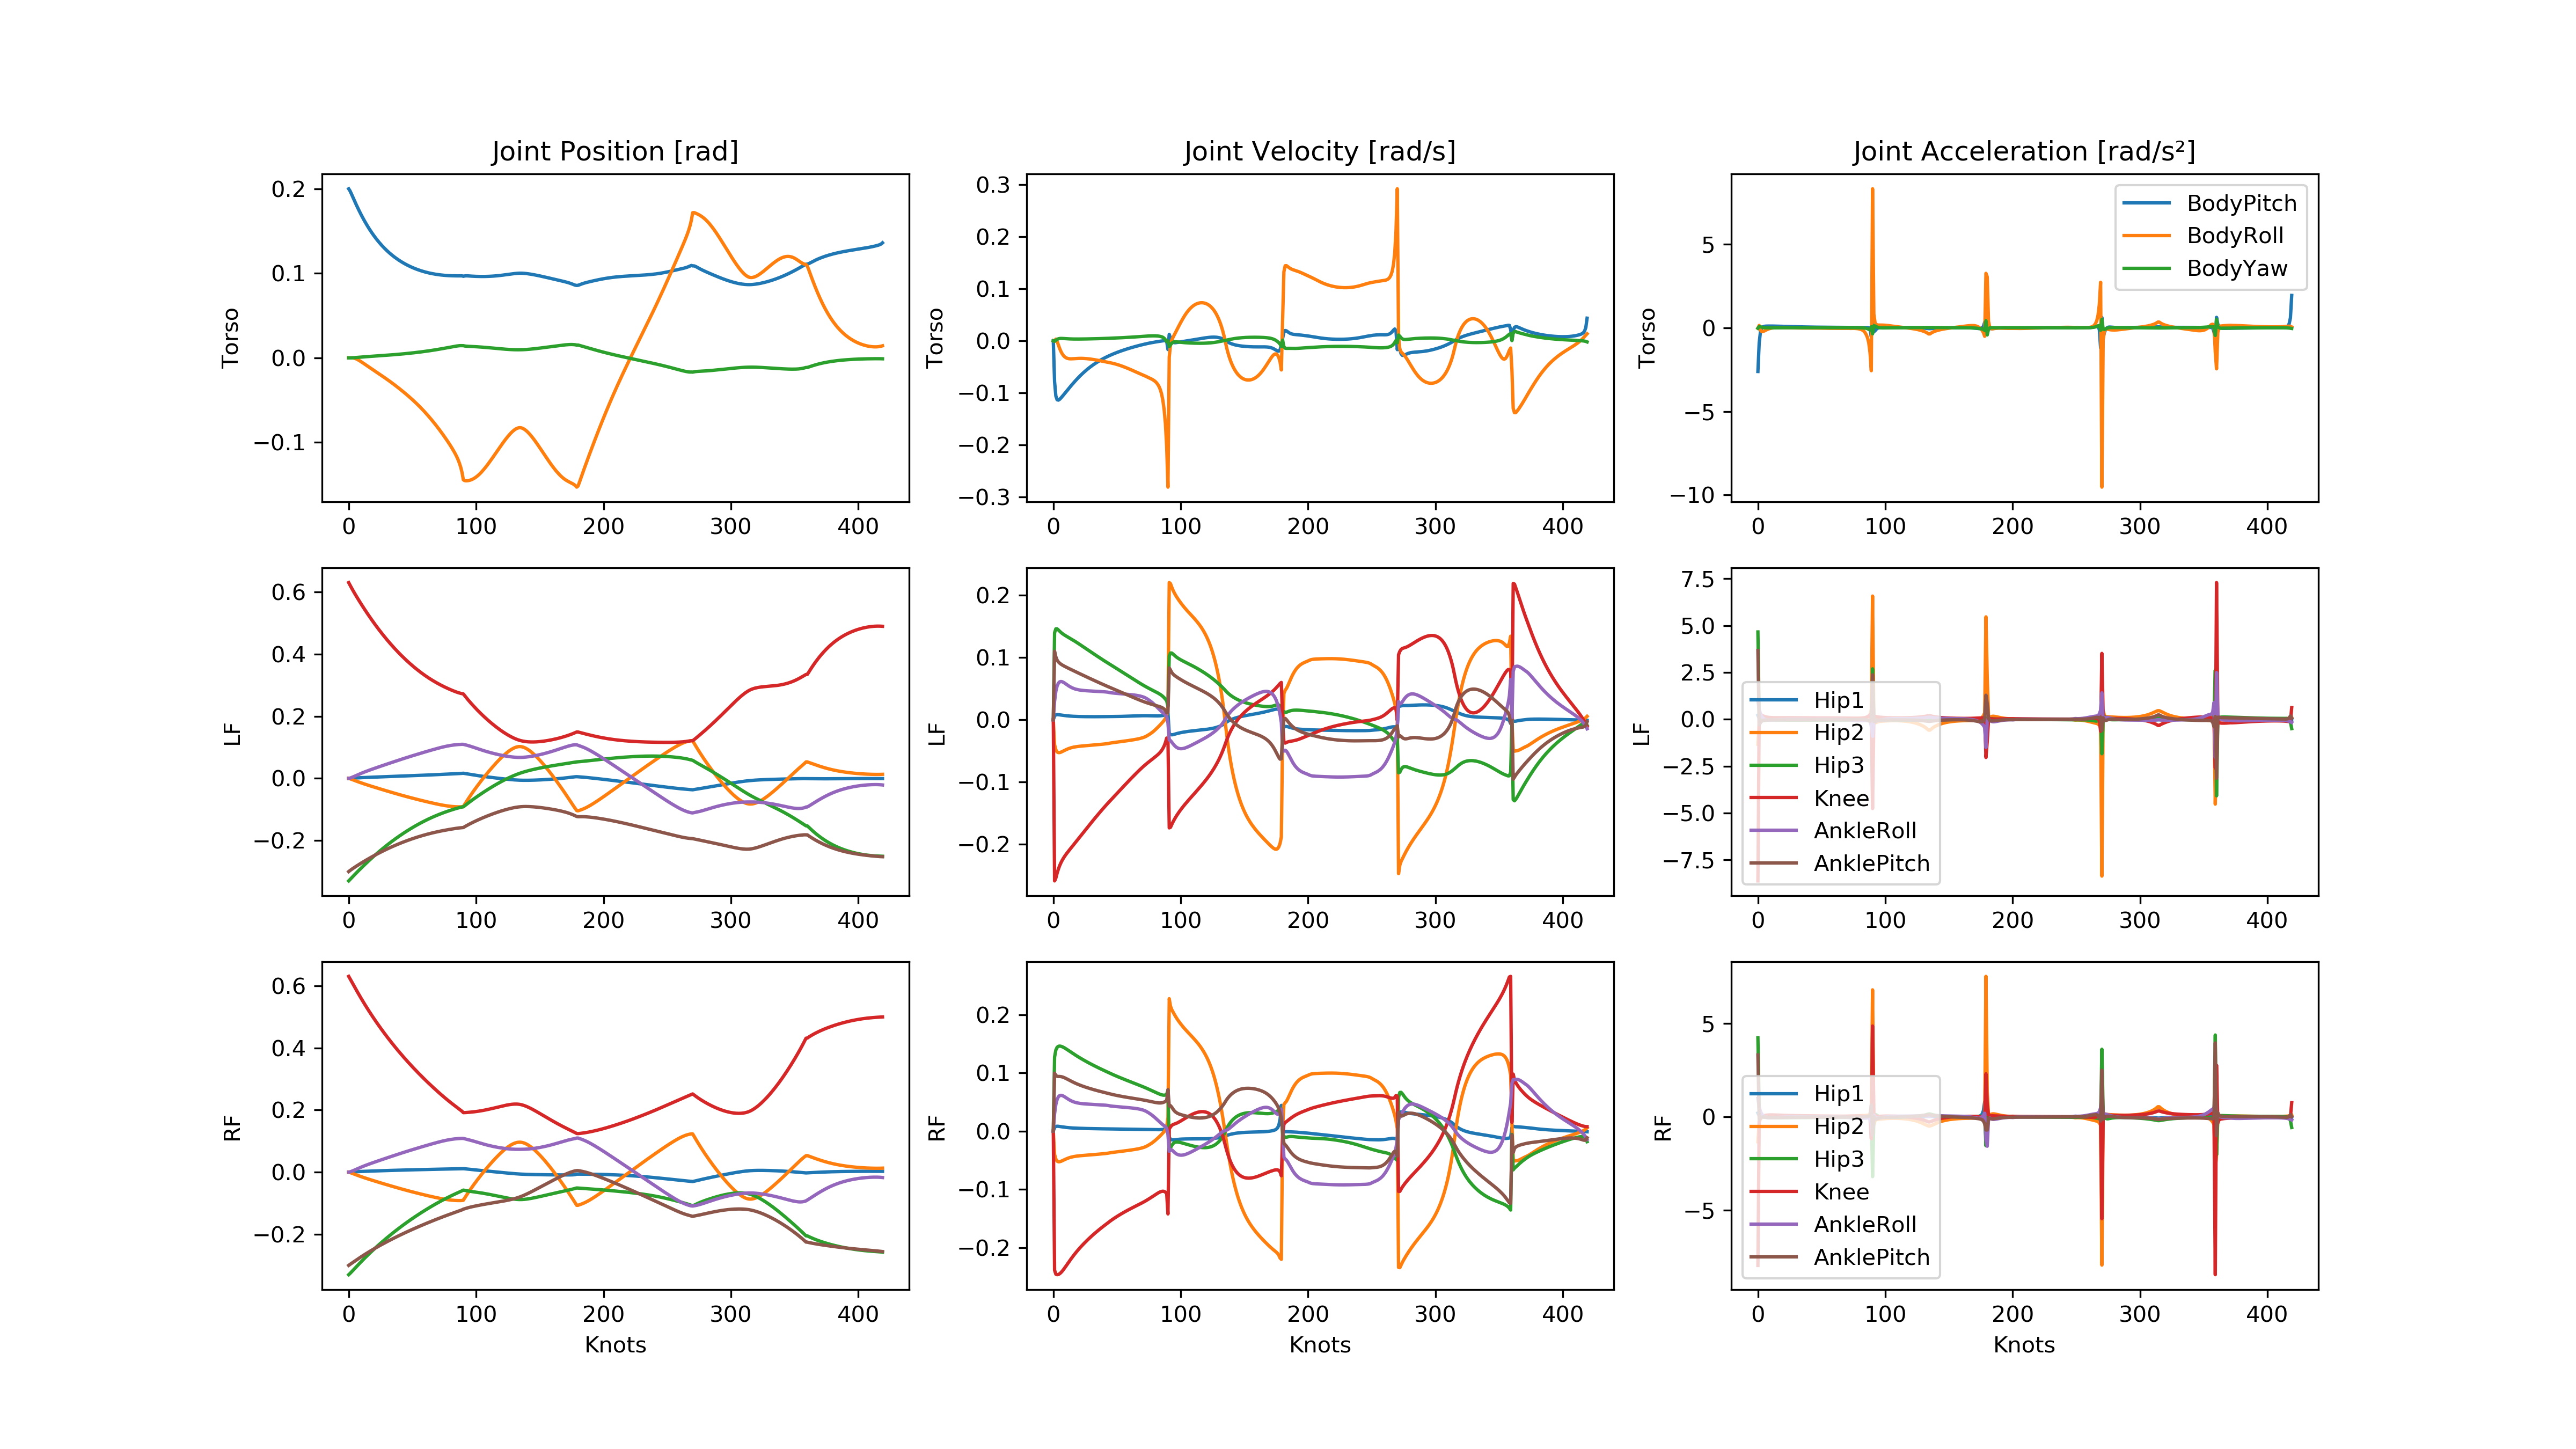 Joint Position [rad]
Joint Velocity [rad/s]
Joint Acceleration [rad/s²]
Torso
0.2
0.1
0.0
−0.1
0 100 200 300 400
Torso
0.3
0.2
0.1
0.0
−0.1
−0.2
−0.3
0 100 200 300 400
Torso
5
0
−5
−10
0 100 200 300 400
BodyPitch
BodyRoll
BodyYaw
LF
0.6
0.4
0.2
0.0
−0.2
0 100 200 300 400
LF
0.2
0.1
0.0
−0.1
−0.2
0 100 200 300 400
LF
7.5
5.0
2.5
0.0
−2.5
−5.0
−7.5
0 100 200 300 400
Hip1
Hip2
Hip3
Knee
AnkleRoll
AnklePitch
RF
0.6
0.4
0.2
0.0
−0.2
0 100 200 300 400
Knots
RF
0.2
0.1
0.0
−0.1
−0.2
0 100 200 300 400
Knots
RF
5
0
−5
0 100 200 300 400
Knots
Hip1
Hip2
Hip3
Knee
AnkleRoll
AnklePitch